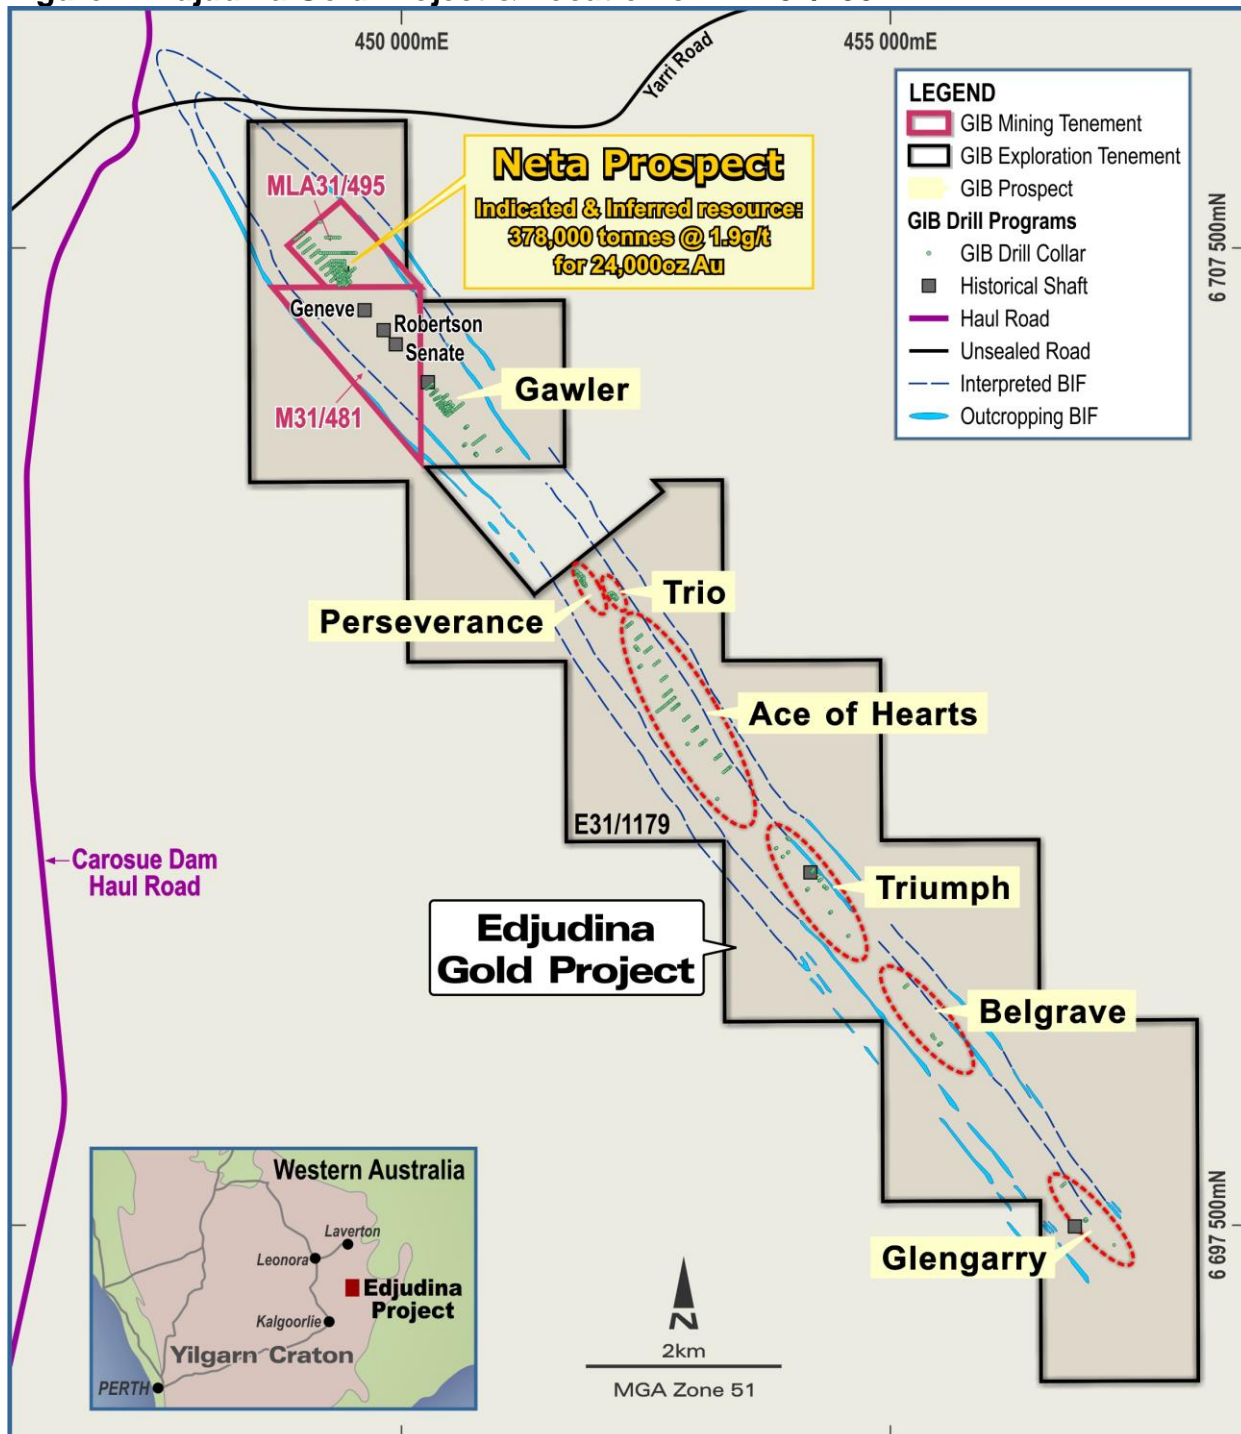 450 000mE
455 000mE
Yarri Road
LEGEND
GIB Mining Tenement
GIB Exploration Tenement
GIB Prospect
GIB Drill Programs
GIB Drill Collar
Historical Shaft
Haul Road
Unsealed Road
Interpreted BIF
Outcropping BIF
Neta Prospect
Indicated & Inferred resource:
378,000 tonnes @ 1.9g/t
for 24,000oz Au
MLA31/495
6 707 500mN
Geneve
Robertson
Senate
Gawler
M31/481
Trio
Perseverance
Ace of Hearts
E31/1179
Carosue Dam
Haul Road
Triumph
Edjudina
Gold Project
Belgrave
Glengarry
6 697 500mN
Western Australia
Laverton
Leonora
Edjudina
Project
Kalgoorlie
Yilgarn Craton
PERTH
N
2km
MGA Zone 51